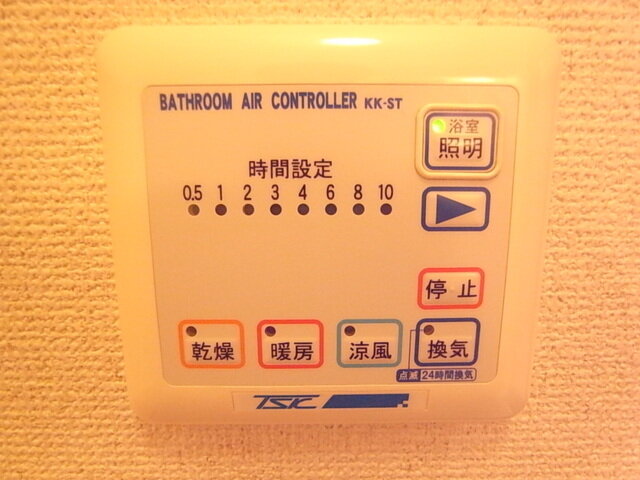 BATHROOM AIR CONTROLLER KK-ST
浴室
照明
時間設定
0.5 1 2 3 4 6 8 10
停止
乾燥 暖房 涼風 換気
点滅 24時間換気
TSK